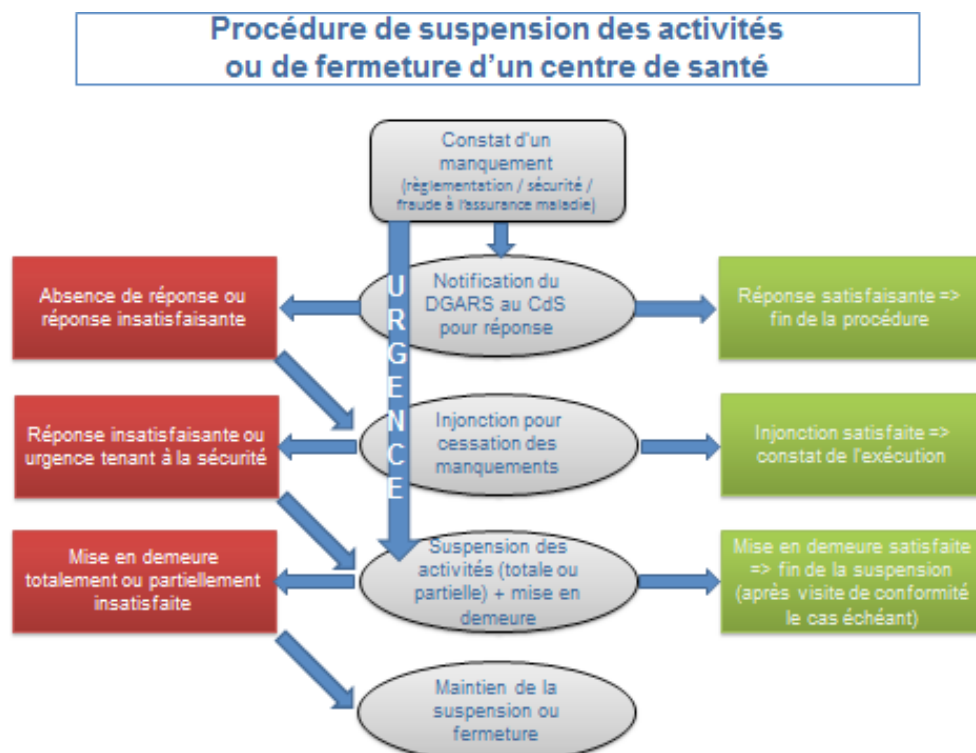 Procédure de suspension des activités
ou de fermeture d'un centre de santé
Constat d'un
manquement
(règlementation / sécurité /
fraude à l'assurance maladie)
URGENCE
Absence de réponse ou
réponse insatisfaisante
Notification du
DGARS au CdS
pour réponse
Réponse satisfaisante =>
fin de la procédure
Réponse insatisfaisante ou
urgence tenant à la sécurité
Injonction pour
cessation des
manquements
Injonction satisfaite =>
constat de l'exécution
Mise en demeure
totalement ou partiellement
insatisfaite
Suspension des
activités (totale ou
partielle) + mise en
demeure
Mise en demeure satisfaite
=> fin de la suspension
(après visite de conformité
le cas échéant)
Maintien de la
suspension ou
fermeture